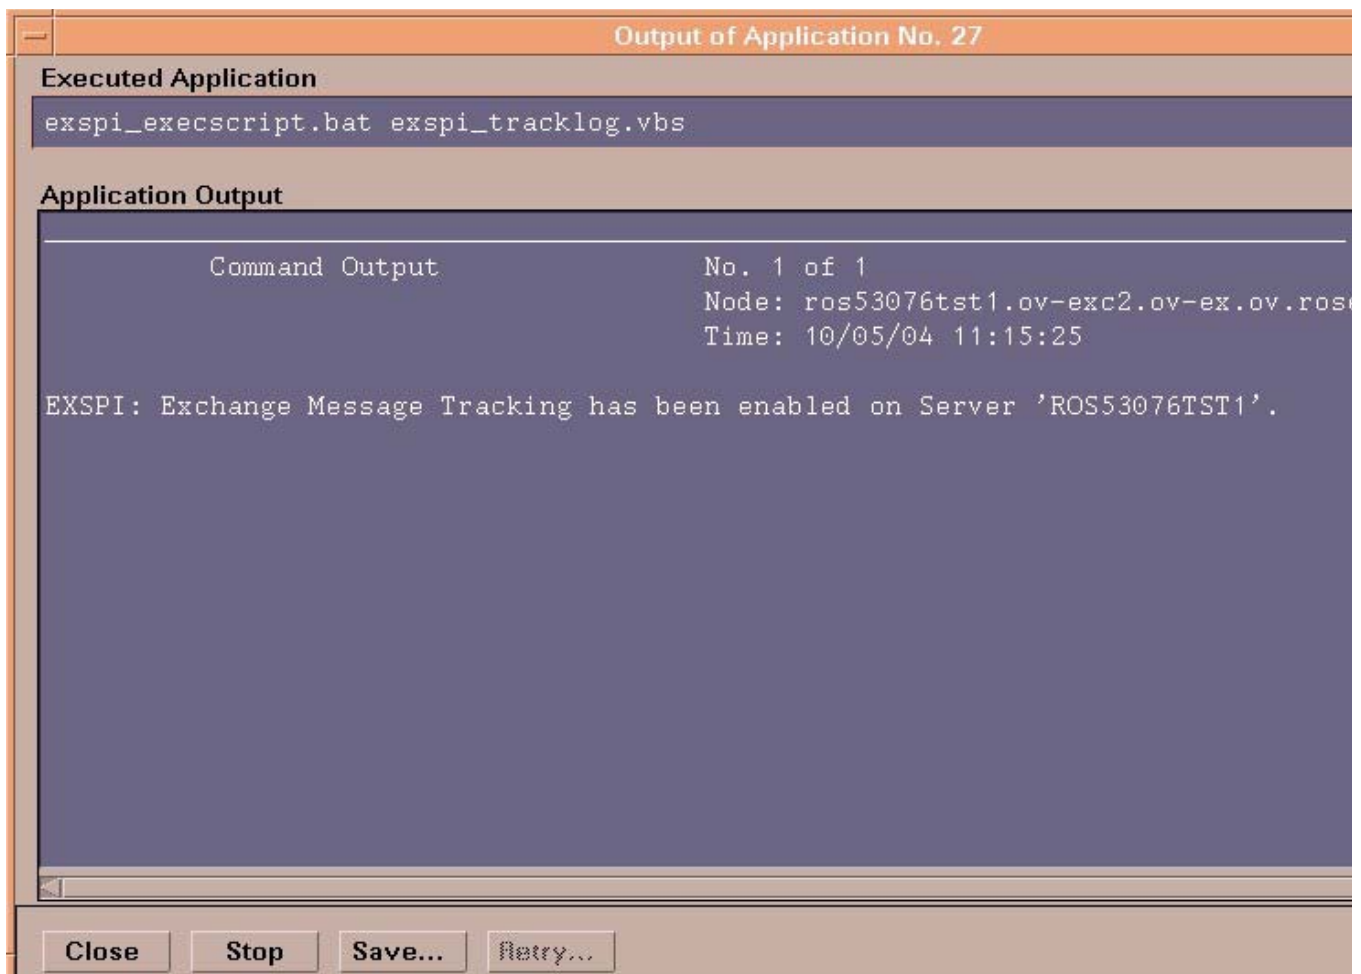 Output of Application No. 27
Executed Application
exspi_execscript.bat exspi_tracklog.vbs
Application Output
Command Output No. 1 of 1
Node: ros53076tst1.ov-exc2.ov-ex.ov.rose
Time: 10/05/04 11:15:25
EXSPI: Exchange Message Tracking has been enabled on Server 'ROS53076TST1'.
Close Stop Save... Retry...